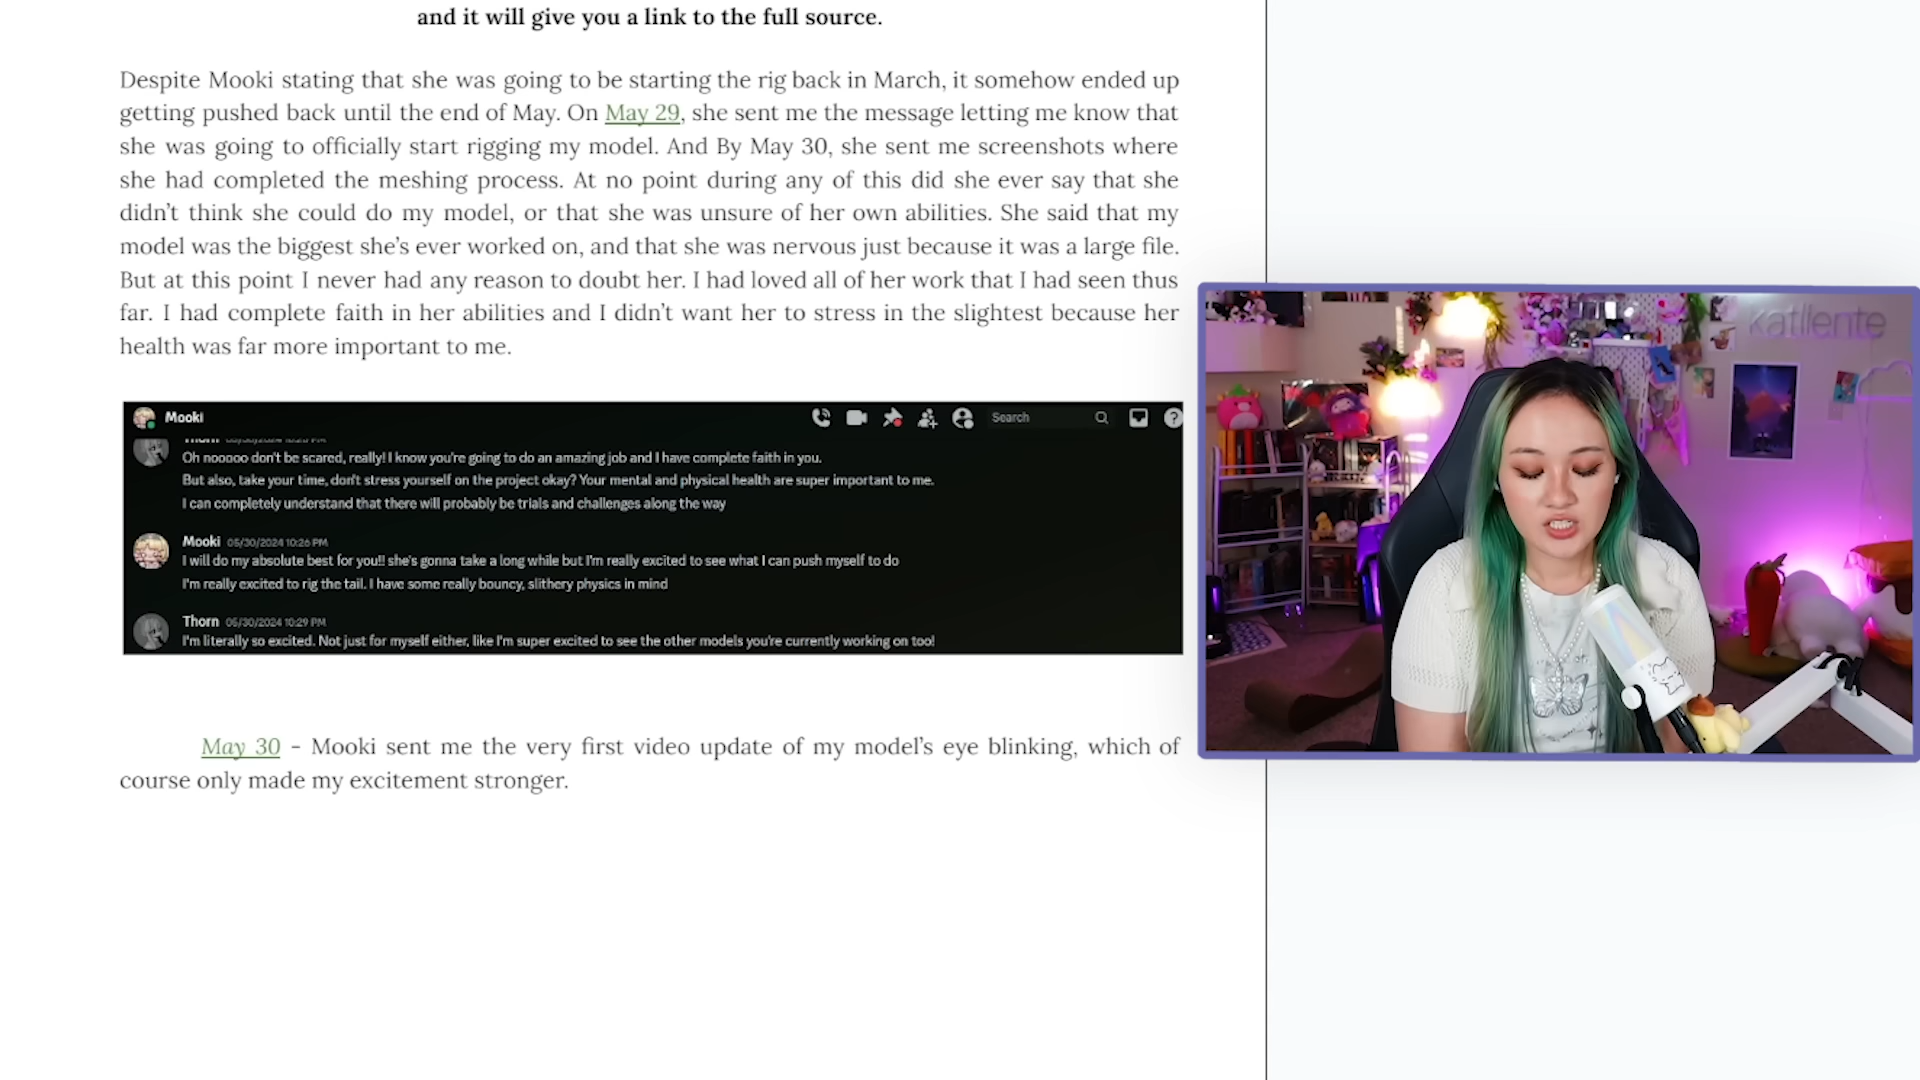 and it will give you a link to the full source.
Despite Mooki stating that she was going to be starting the rig back in March, it somehow ended up
getting pushed back until the end of May. On May 29, she sent me the message letting me know that
she was going to officially start rigging my model. And By May 30, she sent me screenshots where
she had completed the meshing process. At no point during any of this did she ever say that she
didn’t think she could do my model, or that she was unsure of her own abilities. She said that my
model was the biggest she’s ever worked on, and that she was nervous just because it was a large file.
But at this point I never had any reason to doubt her. I had loved all of her work that I had seen thus
far. I had complete faith in her abilities and I didn’t want her to stress in the slightest because her
health was far more important to me.
Mooki
Search
Oh nooooo don't be scared, really! I know you're going to do an amazing job and I have complete faith in you.
But also, take your time, don't stress yourself on the project okay? Your mental and physical health are super important to me.
I can completely understand that there will probably be trials and challenges along the way
Mooki 05/30/2024 10:26 PM
I will do my absolute best for you!! she's gonna take a long while but I'm really excited to see what I can push myself to do
I'm really excited to rig the tail. I have some really bouncy, slithery physics in mind
Thorn 05/30/2024 10:29 PM
I'm literally so excited. Not just for myself either, like I'm super excited to see the other models you're currently working on too!
May 30 - Mooki sent me the very first video update of my model’s eye blinking, which of
course only made my excitement stronger.
katllente